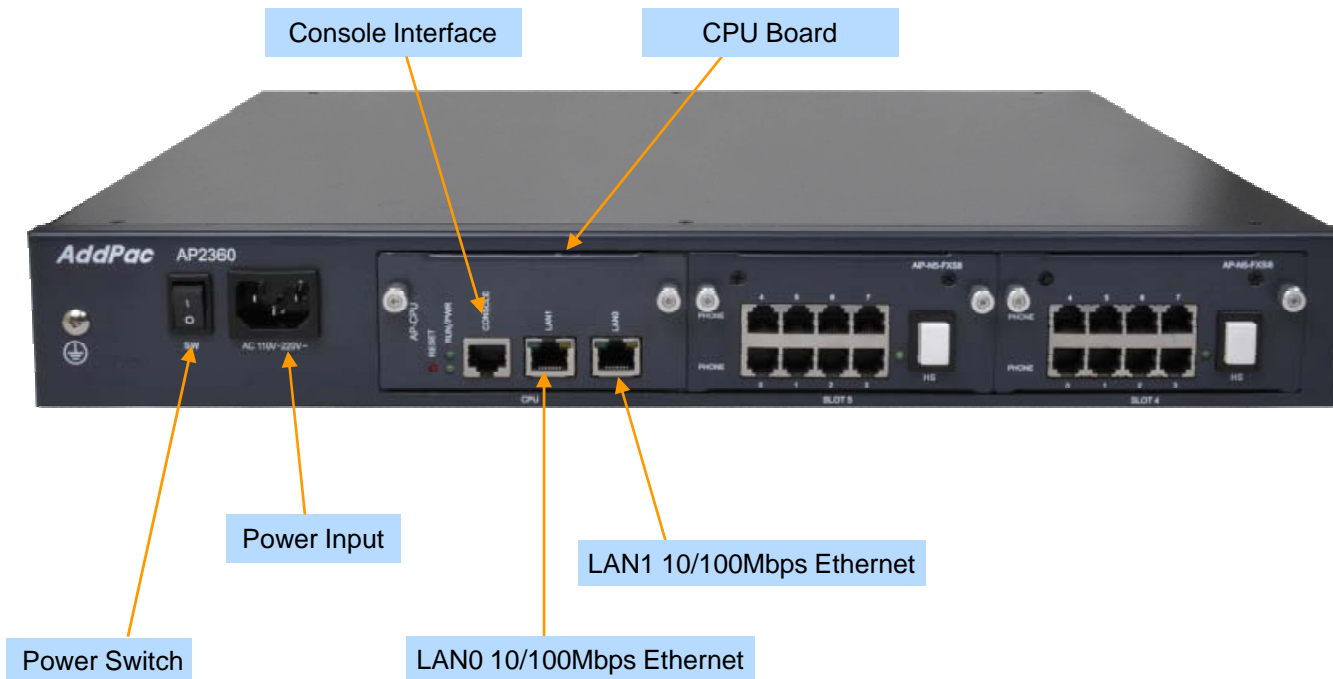 Console Interface
CPU Board
AddPac AP2360
1
O
SW
AC 110V-220V~
AP-CPU
RESET
RUN/PWR
CONSOLE
LAN1
LAN0
CPU
AP-N5-FXS8
4 5 6 7
PHONE
PHONE
0 1 2 3
HS
AP-N5-FXS8
4 5 6 7
PHONE
PHONE
0 1 2 3
HS
SLOT 4
Power Input
LAN1 10/100Mbps Ethernet
Power Switch
LAN0 10/100Mbps Ethernet